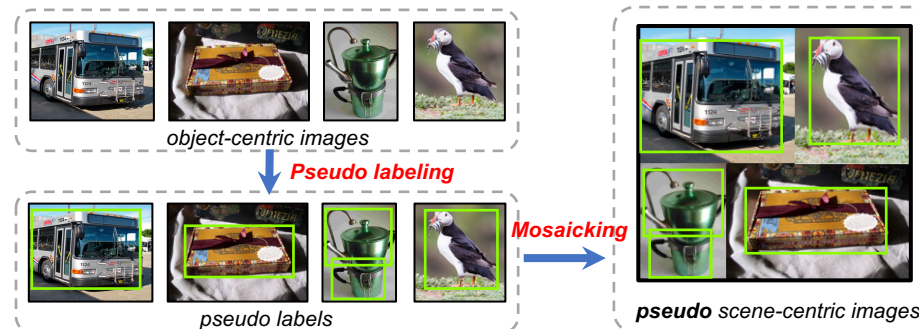 object-centric images
Pseudo labeling
pseudo labels
Mosaicking
pseudo scene-centric images